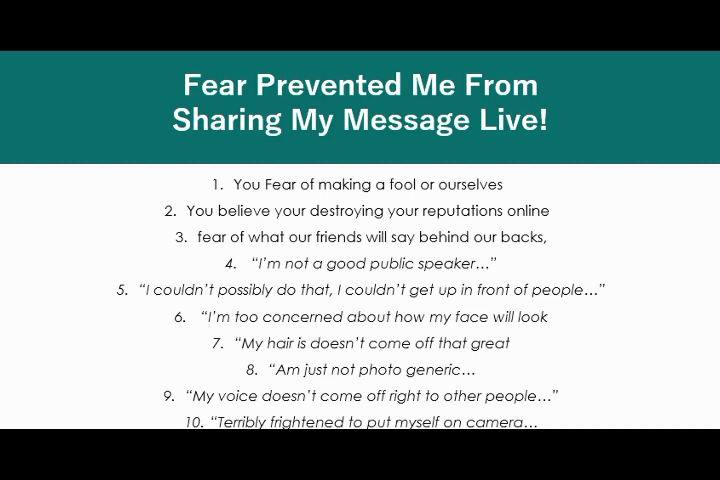 Fear Prevented Me From
Sharing My Message Live!
1. You Fear of making a fool or ourselves
2. You believe your destroying your reputations online
3. fear of what our friends will say behind our backs,
4. “I’m not a good public speaker…”
5. “I couldn’t possibly do that, I couldn’t get up in front of people…”
6. “I’m too concerned about how my face will look
7. “My hair is doesn’t come off that great
8. “Am just not photo generic…
9. “My voice doesn’t come off right to other people…”
10. “Terribly frightened to put myself on camera…